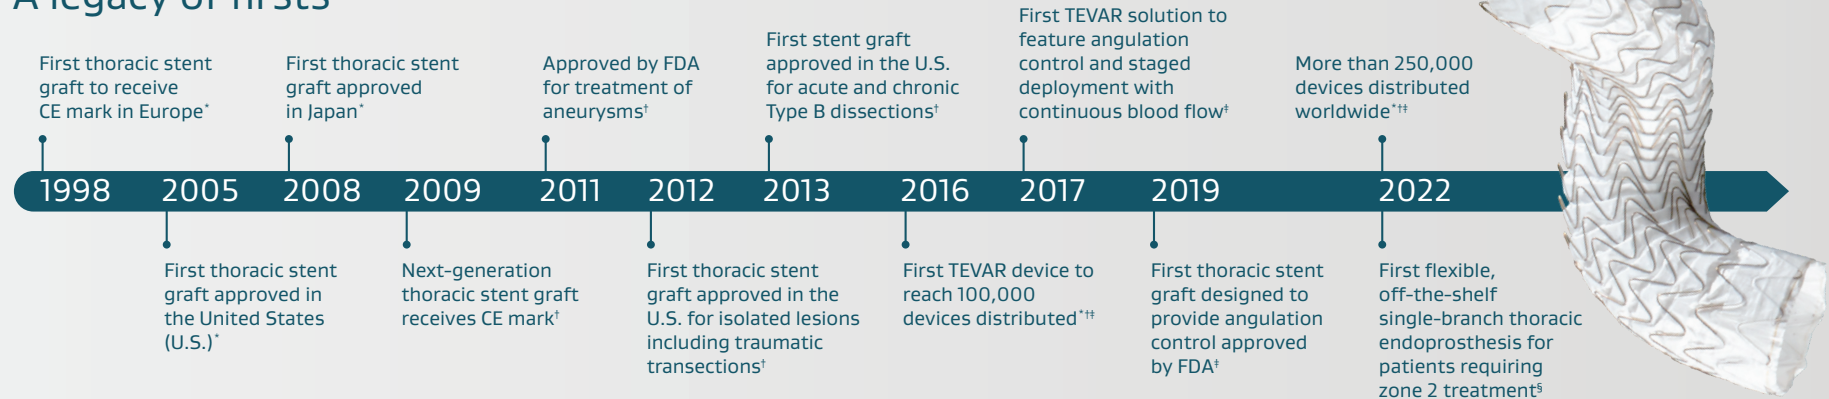 A legacy of firsts
First thoracic stent
graft to receive
CE mark in Europe*
First thoracic stent
graft approved
in Japan*
Approved by FDA
for treatment of
aneurysms†
First stent graft
approved in the U.S.
for acute and chronic
Type B dissections†
First TEVAR solution to
feature angulation
control and staged
deployment with
continuous blood flow‡
More than 250,000
devices distributed
worldwide*†‡
1998 2005 2008 2009 2011 2012 2013 2016 2017 2019 2022
First thoracic stent
graft approved in
the United States
(U.S.)*
Next-generation
thoracic stent graft
receives CE mark†
First thoracic stent
graft approved in the
U.S. for isolated lesions
including traumatic
transections†
First TEVAR device to
reach 100,000
devices distributed*†‡
First thoracic stent
graft designed to
provide angulation
control approved
by FDA‡
First flexible,
off-the-shelf
single-branch thoracic
endoprosthesis for
patients requiring
zone 2 treatment§